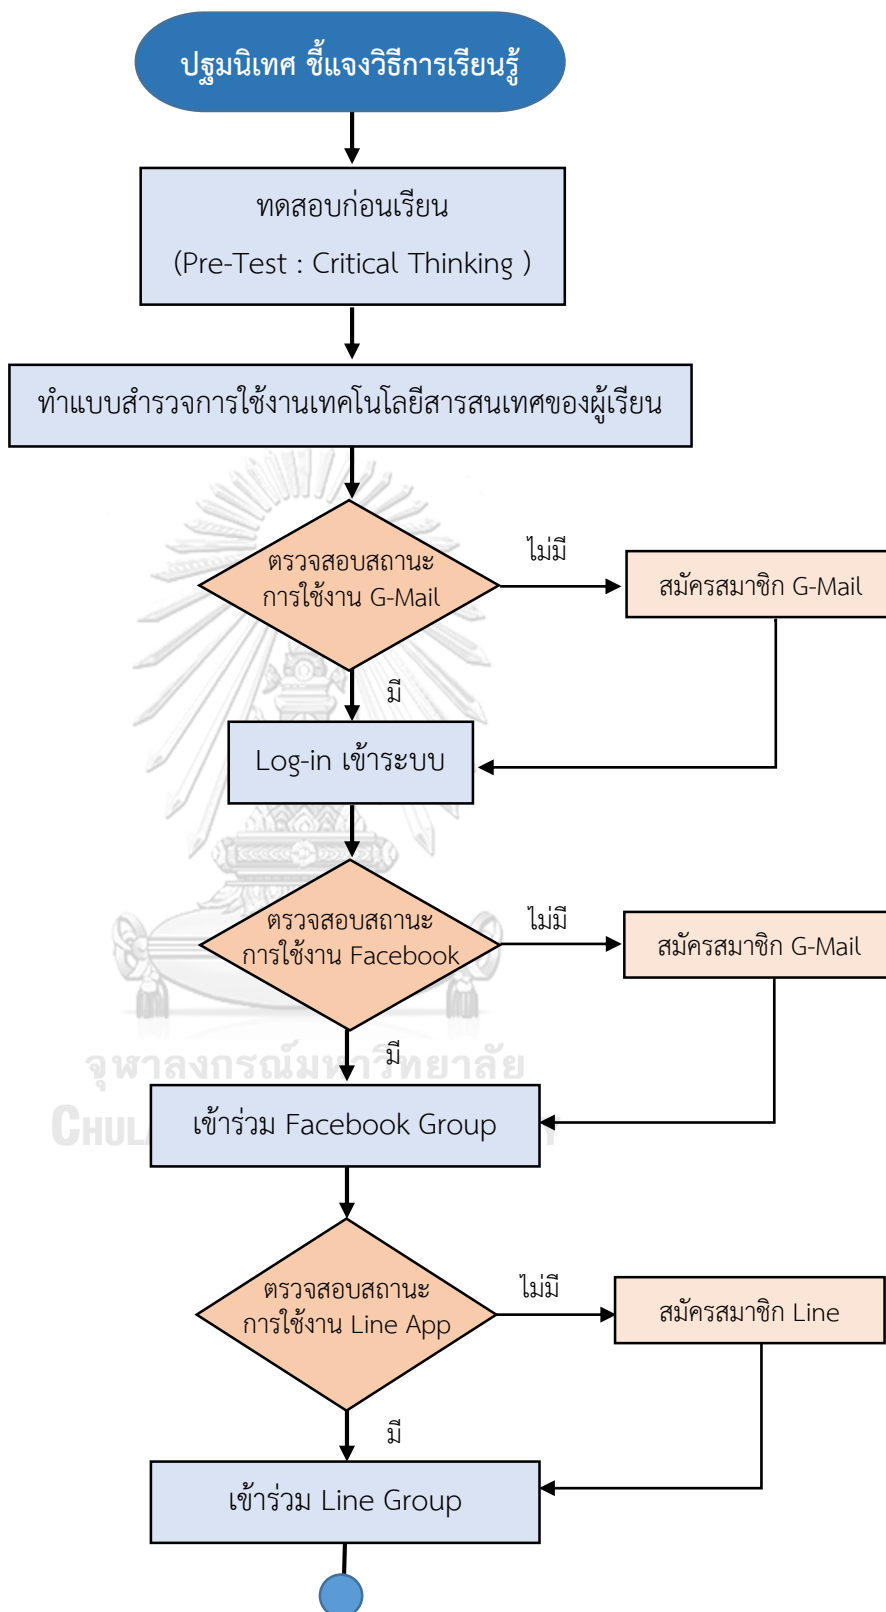 ปฐมนิเทศ ชี้แจงวิธีการเรียนรู้
ทดสอบก่อนเรียน
(Pre-Test : Critical Thinking )
ทำแบบสำรวจการใช้งานเทคโนโลยีสารสนเทศของผู้เรียน
ตรวจสอบสถานะ
การใช้งาน G-Mail
ไม่มี
สมัครสมาชิก G-Mail
มี
Log-in เข้าระบบ
ตรวจสอบสถานะ
การใช้งาน Facebook
ไม่มี
สมัครสมาชิก G-Mail
มี
จุฬาลงกรณ์มหาวิทยาลัย
เข้าร่วม Facebook Group
ตรวจสอบสถานะ
การใช้งาน Line App
ไม่มี
สมัครสมาชิก Line
มี
เข้าร่วม Line Group